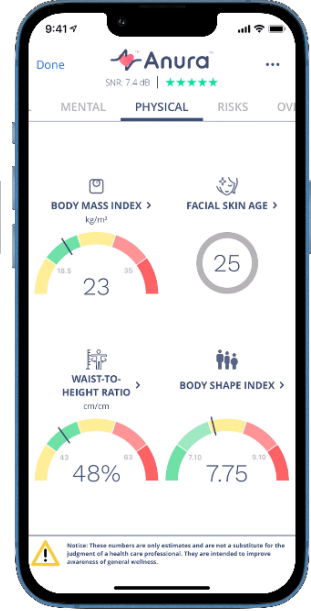 9:41
Done
Anura™
SNR: 7.4 dB
MENTAL PHYSICAL RISKS OV
BODY MASS INDEX >
kg/m²
18.5 35
23
FACIAL SKIN AGE >
25
WAIST-TO-
HEIGHT RATIO >
cm/cm
43 63
48%
BODY SHAPE INDEX >
7.10 9.10
7.75
Notice: These numbers are only estimates and are not a substitute for the
judgment of a health care professional. They are intended to improve
awareness of general wellness.